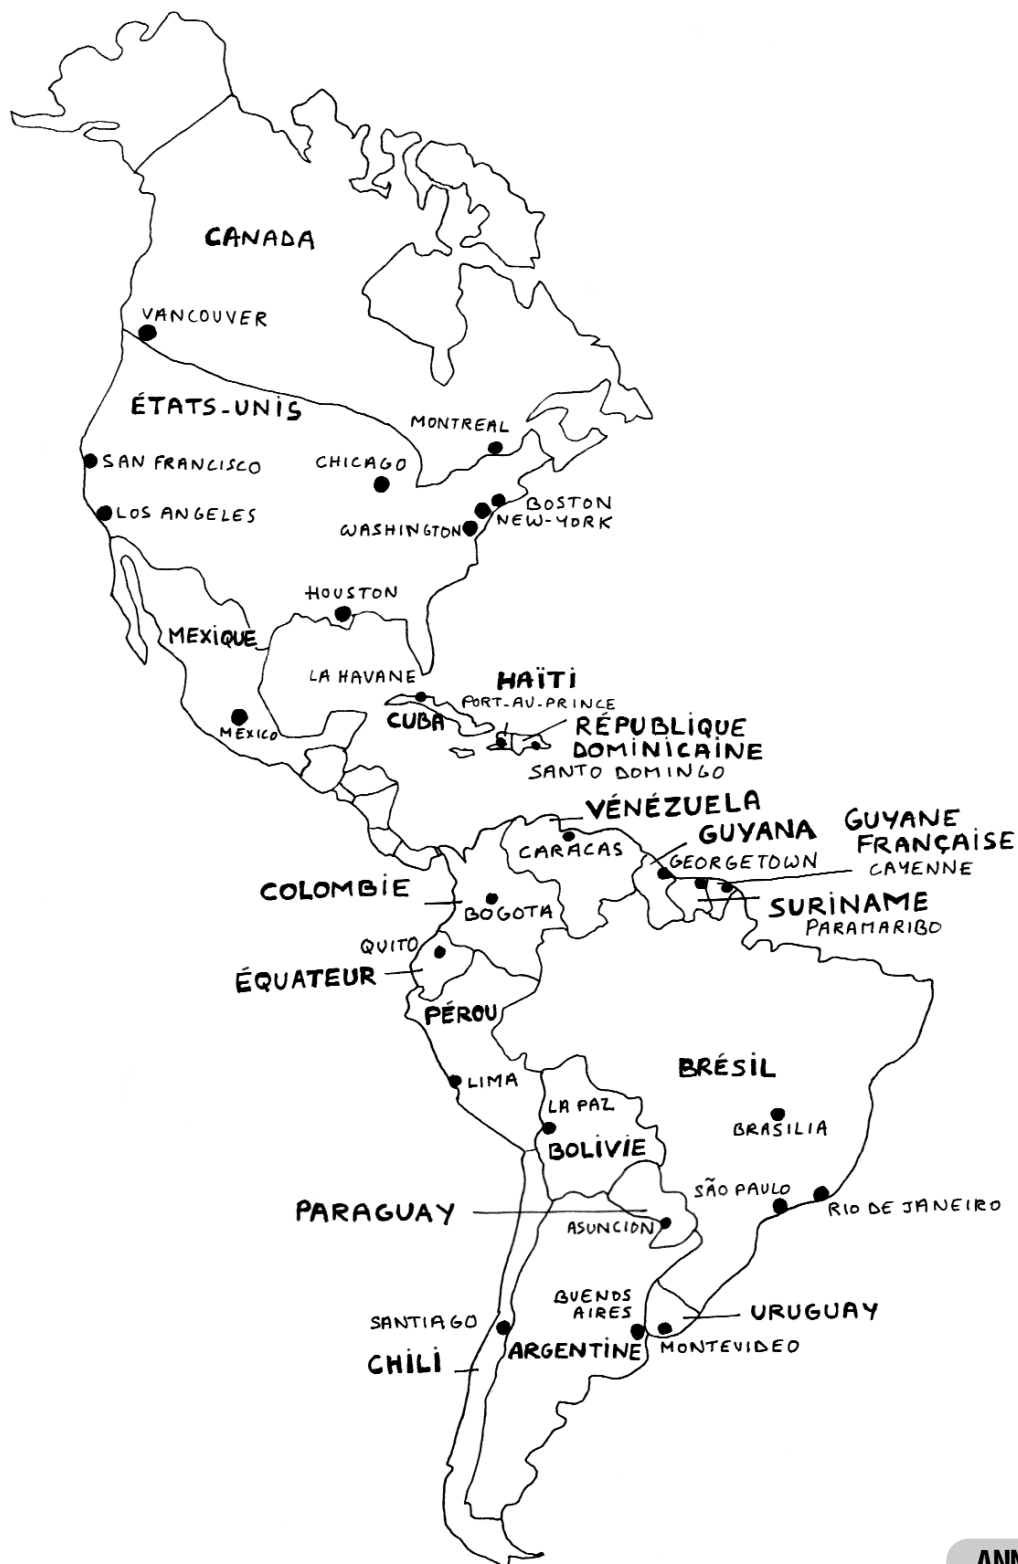 CANADA
VANCOUVER
ÉTATS-UNIS
MONTREAL
SAN FRANCISCO
CHICAGO
LOS ANGELES
BOSTON
NEW-YORK
WASHINGTON
HOUSTON
MEXIQUE
LA HAVANE
HAÏTI
PORT-AU-PRINCE
CUBA
MEXICO
RÉPUBLIQUE
DOMINICAINE
SANTO DOMINGO
VÉNÉZUELA
CARACAS
GUYANA
GEORGETOWN
GUYANE
FRANÇAISE
CAYENNE
COLOMBIE
BOGOTA
SURINAME
PARAMARIBO
QUITO
ÉQUATEUR
PÉROU
LIMA
BRÉSIL
LA PAZ
BRASILIA
BOLIVIE
SÃO PAULO
RIO DE JANEIRO
PARAGUAY
ASUNCION
BUENOS
AIRES
URUGUAY
SANTIAGO
ARGENTINE
MONTEVIDEO
CHILI